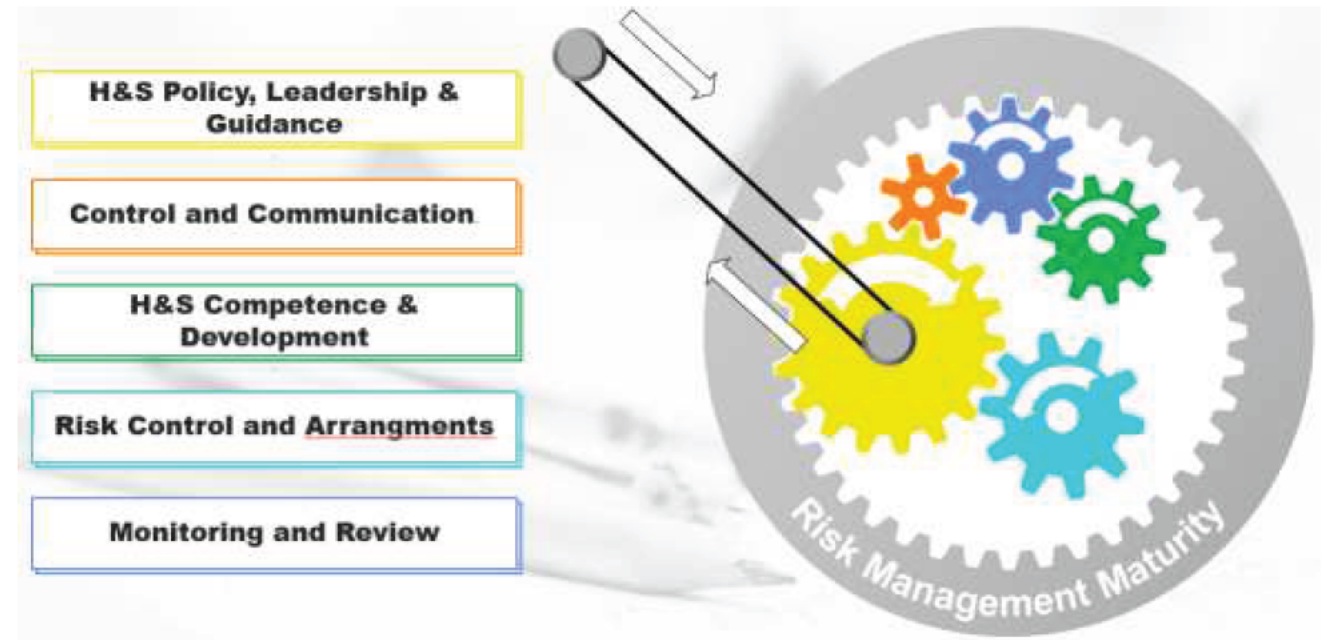 H&S Policy, Leadership &
Guidance
Control and Communication
H&S Competence &
Development
Risk Control and Arrangments
Monitoring and Review
Risk Management Maturity